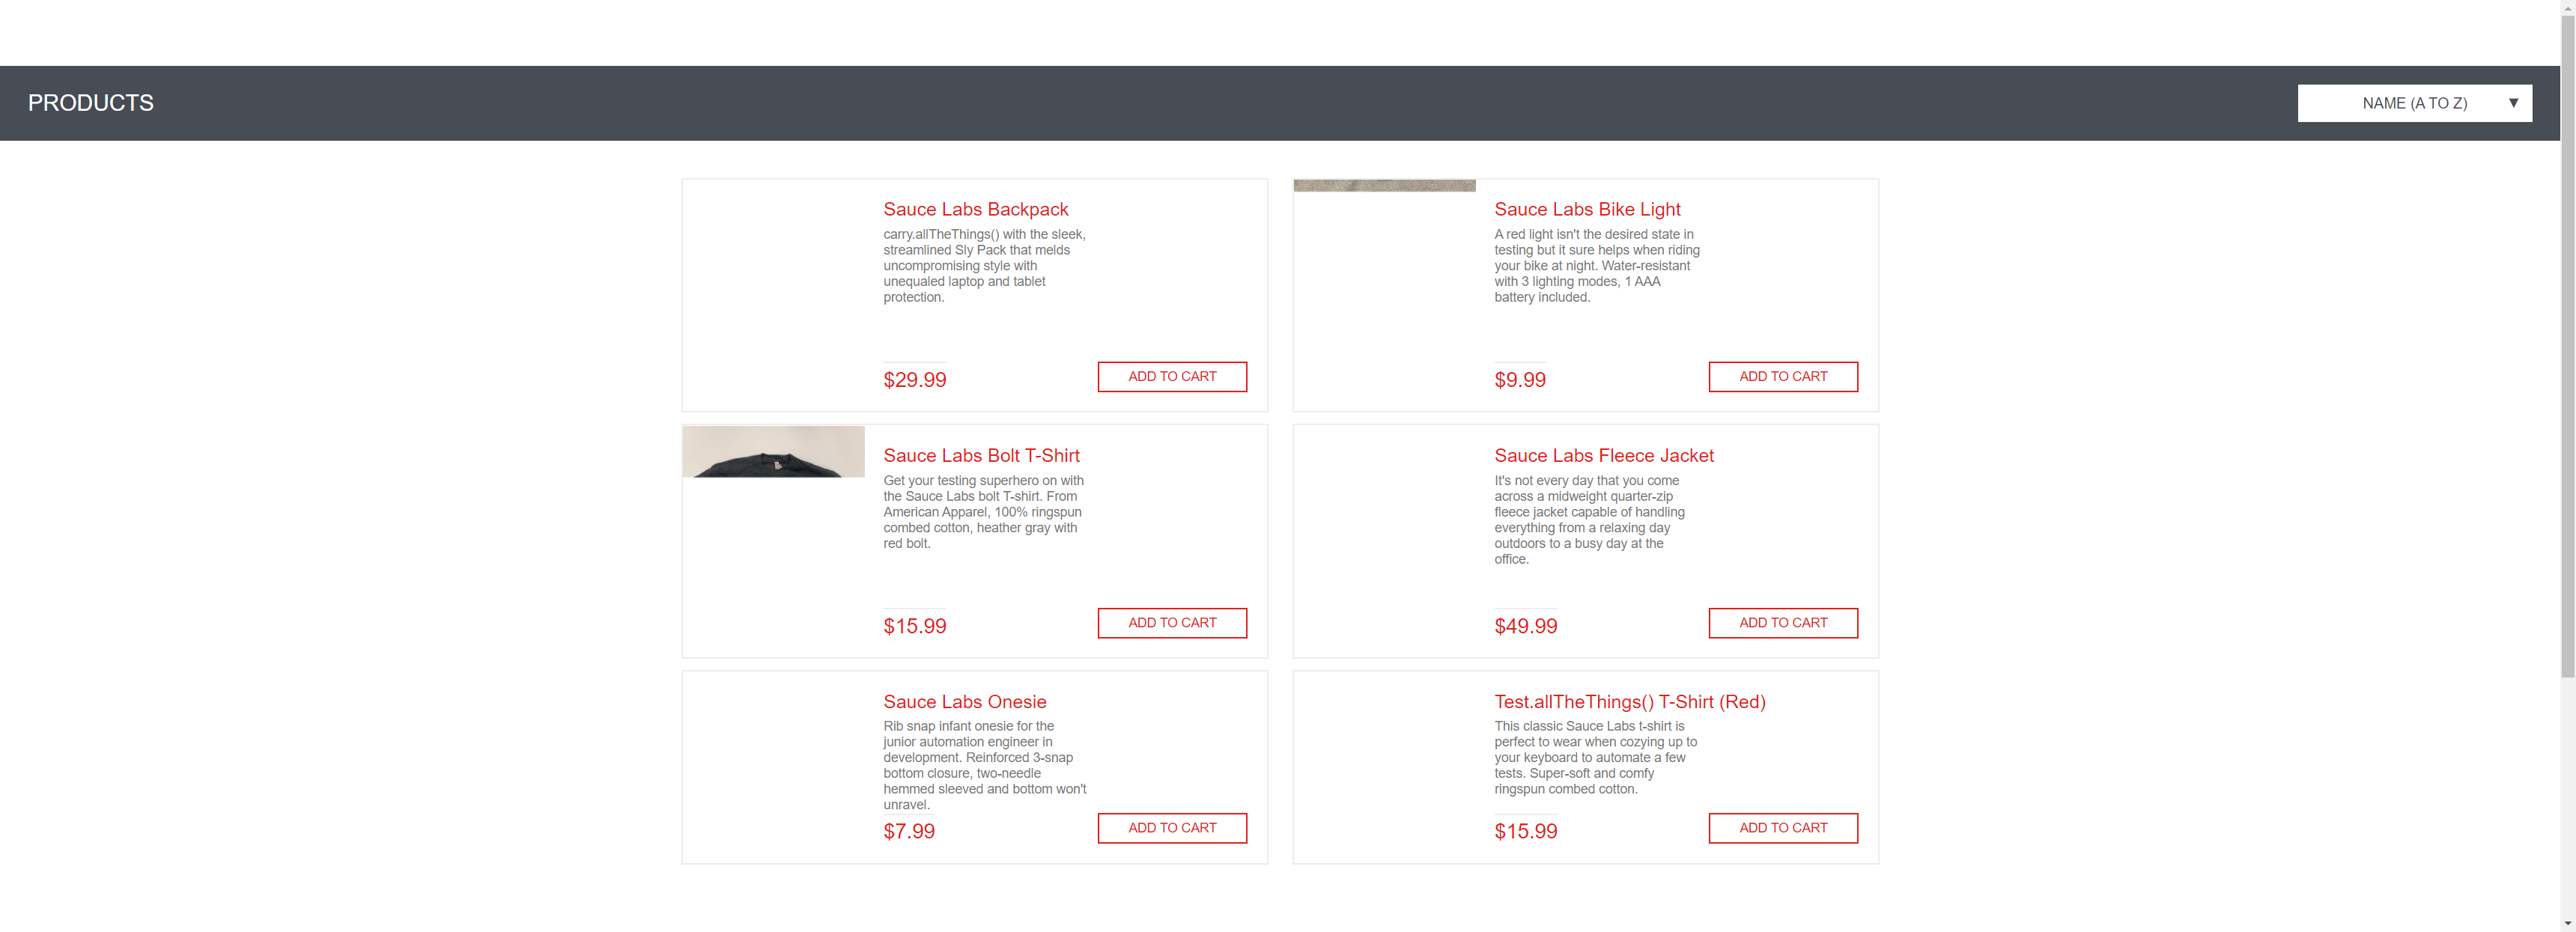 PRODUCTS
NAME (A TO Z)
Sauce Labs Backpack
carry.allTheThings() with the sleek,
streamlined Sly Pack that melds
uncompromising style with
unequaled laptop and tablet
protection.
$29.99
ADD TO CART
Sauce Labs Bike Light
A red light isn't the desired state in
testing but it sure helps when riding
your bike at night. Water-resistant
with 3 lighting modes, 1 AAA
battery included.
$9.99
ADD TO CART
Sauce Labs Bolt T-Shirt
Get your testing superhero on with
the Sauce Labs bolt T-shirt. From
American Apparel, 100% ringspun
combed cotton, heather gray with
red bolt.
$15.99
ADD TO CART
Sauce Labs Fleece Jacket
It's not every day that you come
across a midweight quarter-zip
fleece jacket capable of handling
everything from a relaxing day
outdoors to a busy day at the
office.
$49.99
ADD TO CART
Sauce Labs Onesie
Rib snap infant onesie for the
junior automation engineer in
development. Reinforced 3-snap
bottom closure, two-needle
hemmed sleeved and bottom won't
unravel.
$7.99
ADD TO CART
Test.allTheThings() T-Shirt (Red)
This classic Sauce Labs t-shirt is
perfect to wear when cozying up to
your keyboard to automate a few
tests. Super-soft and comfy
ringspun combed cotton.
$15.99
ADD TO CART